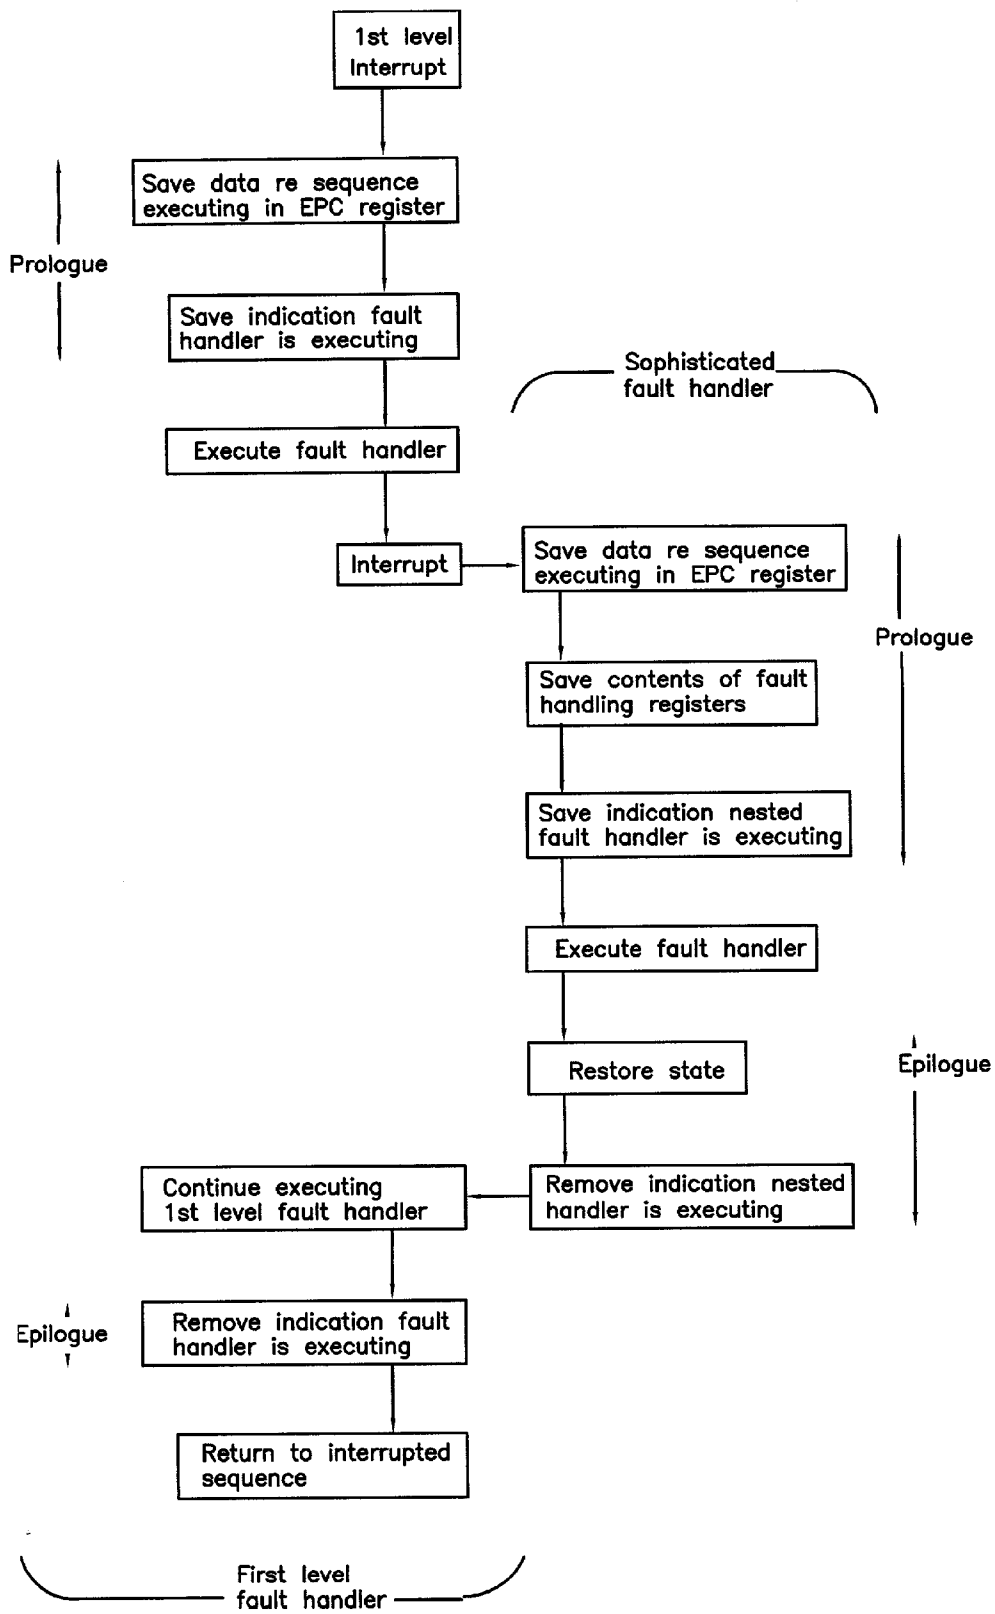 1st level
Interrupt
Save data re sequence
executing in EPC register
Prologue
Save indication fault
handler is executing
Sophisticated
fault handler
Execute fault handler
Interrupt
Save data re sequence
executing in EPC register
Prologue
Save contents of fault
handling registers
Save indication nested
fault handler is executing
Execute fault handler
Restore state
Epilogue
Continue executing
1st level fault handler
Remove indication nested
handler is executing
Epilogue
Remove indication fault
handler is executing
Return to interrupted
sequence
First level
fault handler